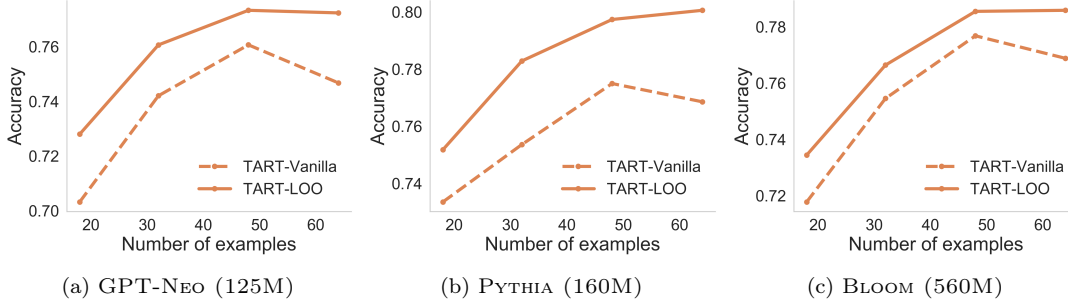 Accuracy
0.76
0.74
0.72
0.70
20 30 40 50 60
Number of examples
TART-Vanilla
TART-LOO
(a) GPT-Neo (125M)
Accuracy
0.80
0.78
0.76
0.74
20 30 40 50 60
Number of examples
TART-Vanilla
TART-LOO
(b) Pythia (160M)
Accuracy
0.78
0.76
0.74
0.72
20 30 40 50 60
Number of examples
TART-Vanilla
TART-LOO
(c) Bloom (560M)